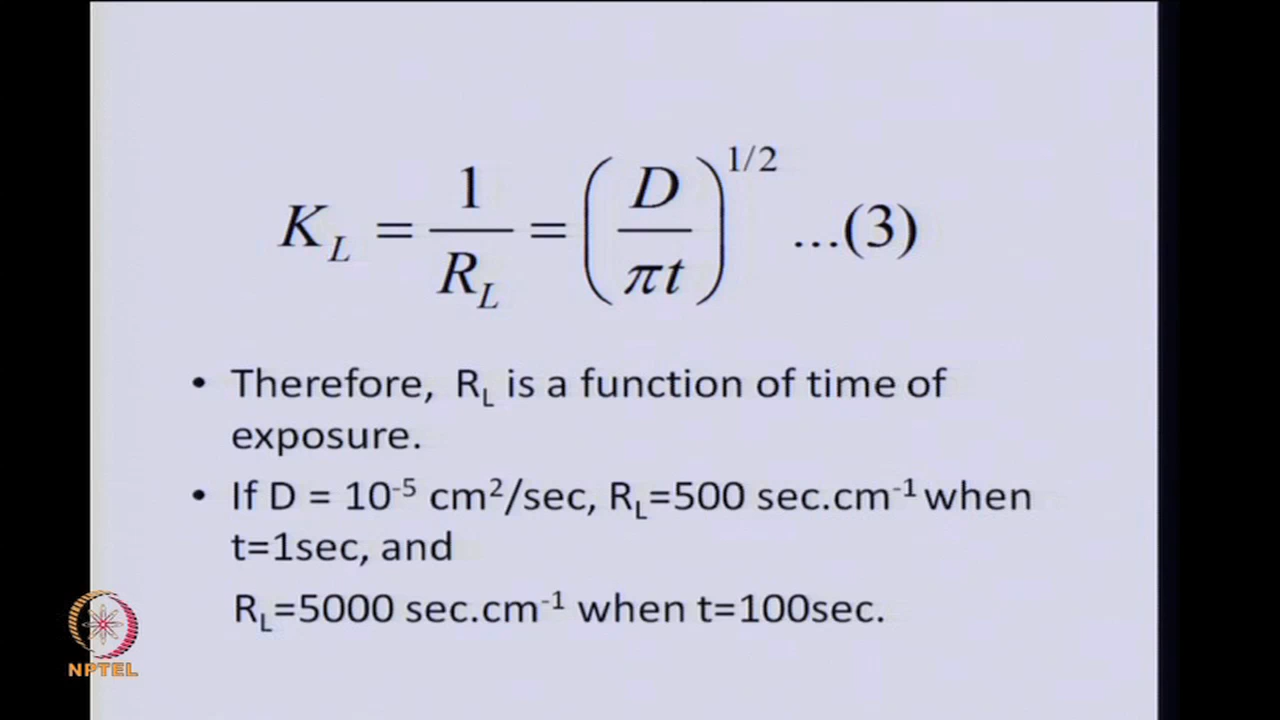 K_L = 1/R_L = (D/πt)^{1/2} ...(3)
• Therefore, R_L is a function of time of
exposure.
• If D = 10^{-5} cm^2/sec, R_L=500 sec.cm^{-1} when
t=1sec, and
R_L=5000 sec.cm^{-1} when t=100sec.
NPTEL